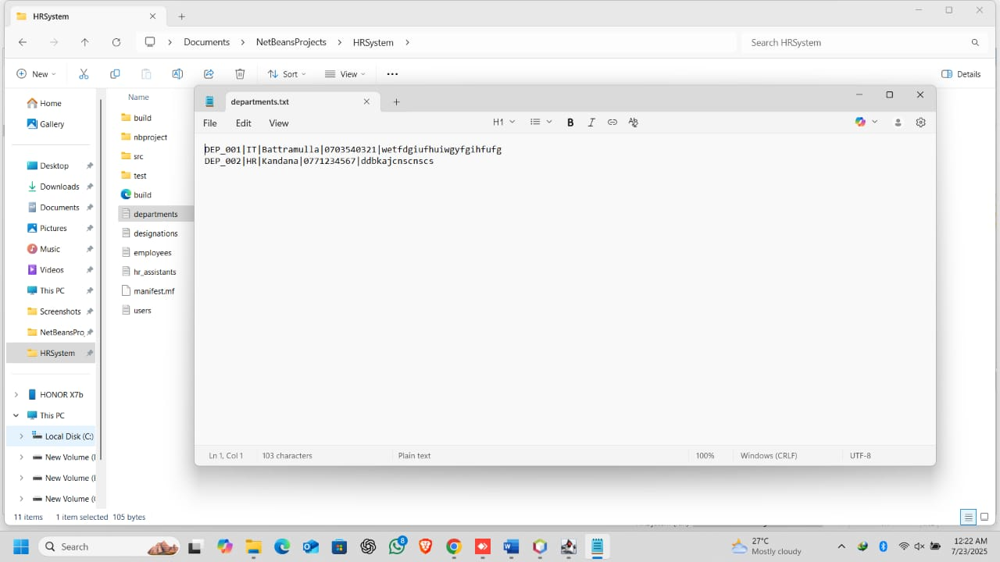 HRSystem
Documents > NetBeansProjects > HRSystem >
Search HRSystem
New
Sort
View
Details
Home
Gallery
Desktop
Downloads
Documents
Pictures
Music
Videos
This PC
Screenshots
NetBeansPro
HRSystem
HONOR X7b
This PC
Local Disk (C:)
New Volume (
New Volume (
New Volume (
Name
build
nbproject
src
test
build
departments
designations
employees
hr_assistants
manifest.mf
users
departments.txt
File Edit View
H1
B I
DEP_001|IT|Battramulla|0703540321|wetfdgiufhuiwgyfgihfufg
DEP_002|HR|Kandana|0771234567|ddbkajcnscnscs
Ln 1, Col 1
103 characters
Plain text
100%
Windows (CRLF)
UTF-8
11 items 1 item selected 105 bytes
Search
8
27°C
Mostly cloudy
12:22 AM
7/23/2025